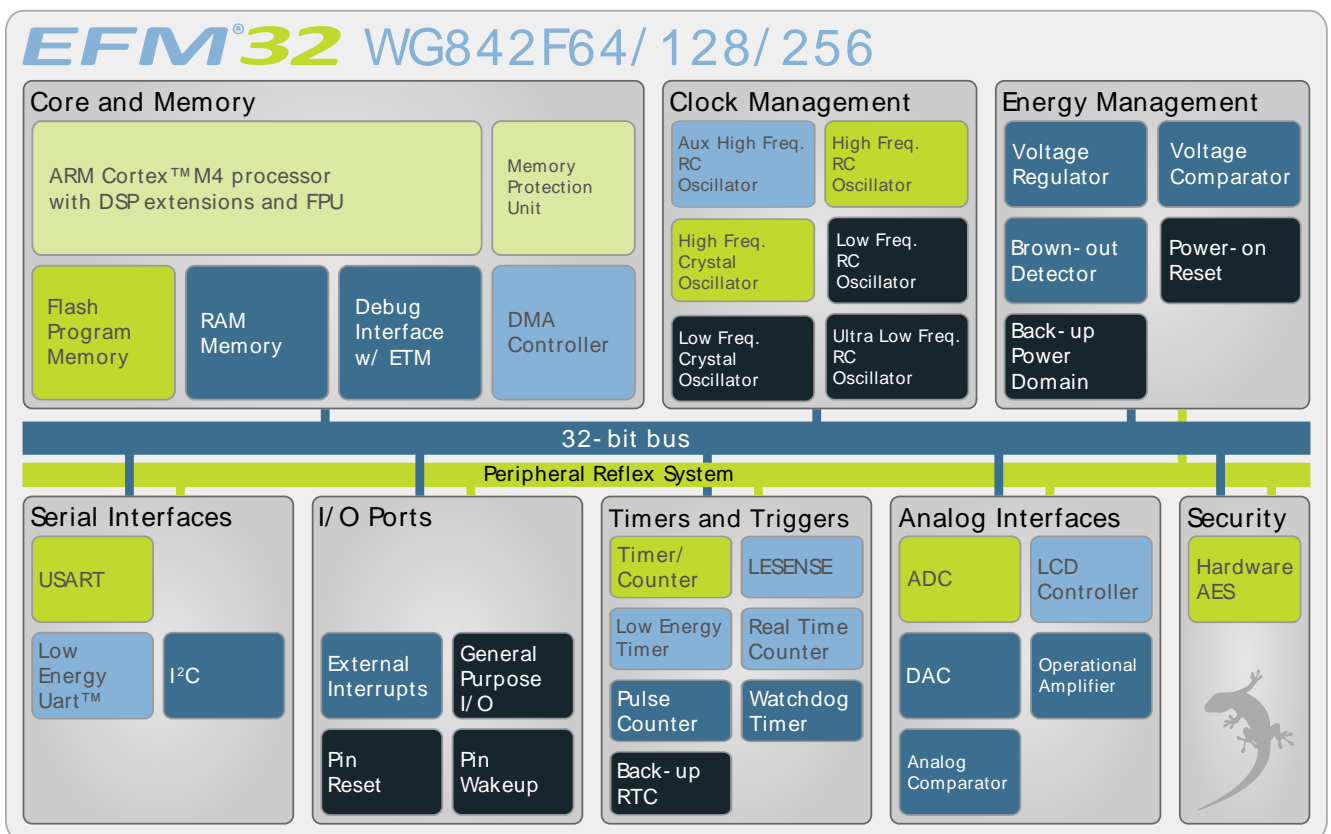 EFM®32 WG842F64/128/256
Core and Memory
ARM Cortex™ M4 processor
with DSP extensions and FPU
Memory
Protection
Unit
Flash
Program
Memory
RAM
Memory
Debug
Interface
w/ ETM
DMA
Controller
Clock Management
Aux High Freq.
RC
Oscillator
High Freq.
RC
Oscillator
High Freq.
Crystal
Oscillator
Low Freq.
RC
Oscillator
Low Freq.
Crystal
Oscillator
Ultra Low Freq.
RC
Oscillator
Energy Management
Voltage
Regulator
Voltage
Comparator
Brown-out
Detector
Power-on
Reset
Back-up
Power
Domain
32-bit bus
Peripheral Reflex System
Serial Interfaces
USART
Low
Energy
Uart™
I²C
I/O Ports
External
Interrupts
General
Purpose
I/O
Pin
Reset
Pin
Wakeup
Timers and Triggers
Timer/
Counter
LESENSE
Low Energy
Timer
Real Time
Counter
Pulse
Counter
Watchdog
Timer
Back-up
RTC
Analog Interfaces
ADC
LCD
Controller
DAC
Operational
Amplifier
Analog
Comparator
Security
Hardware
AES